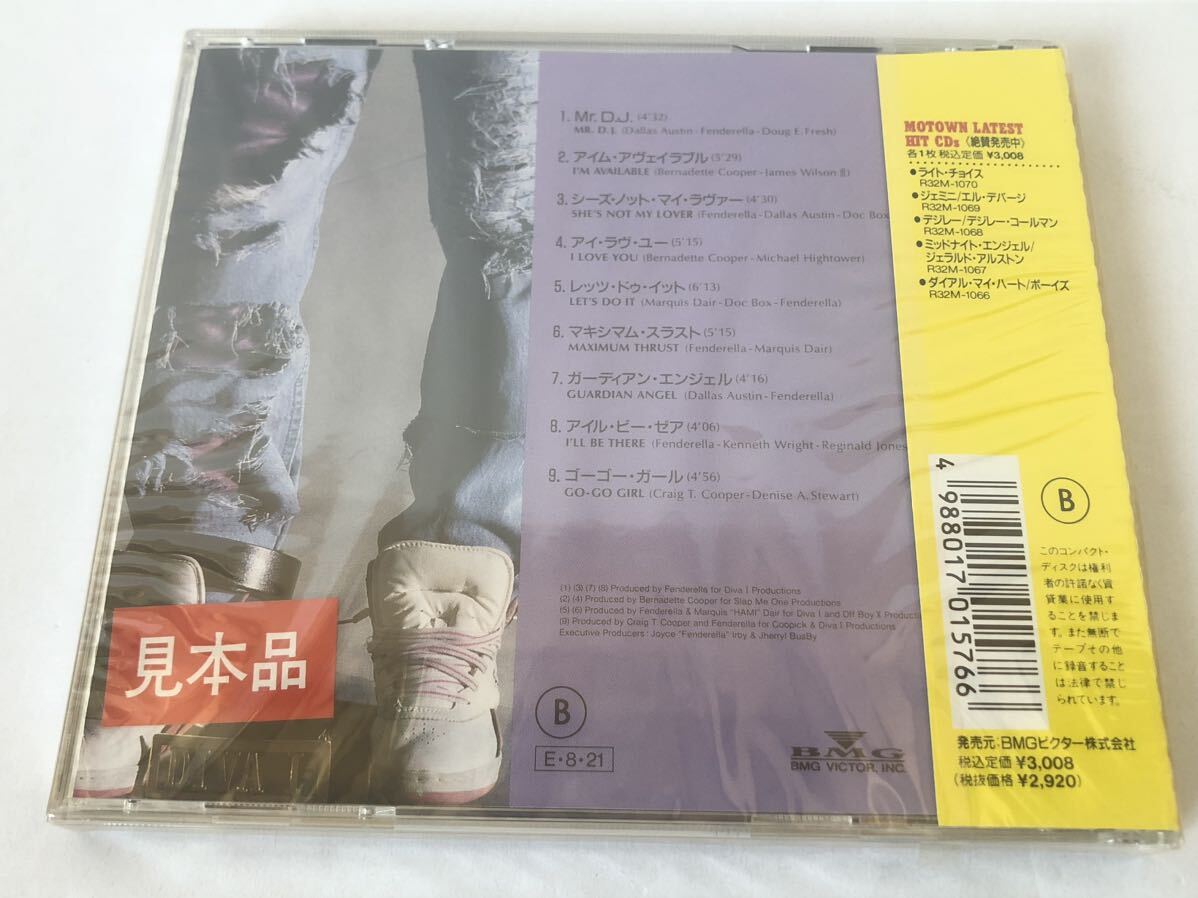 1. Mr. D.J. (4'32)
MR. D.J. (Dallas Austin-Fenderella-Doug E. Fresh)
2. アイム・アヴェイラブル (5'29)
I'M AVAILABLE (Bernadette Cooper-James Wilson III)
3. シーズ・ノット・マイ・ラヴァー (4'30)
SHE'S NOT MY LOVER (Fenderella-Dallas Austin-Doc Box
4. アイ・ラヴ・ユー (5'15)
I LOVE YOU (Bernadette Cooper-Michael Hightower)
5. レッツ・ドゥ・イット (6'13)
LET'S DO IT (Marquis Dair-Doc Box-Fenderella)
6. マキシマム・スラスト (5'15)
MAXIMUM THRUST (Fenderella-Marquis Dair)
7. ガーディアン・エンジェル (4'16)
GUARDIAN ANGEL (Dallas Austin-Fenderella)
8. アイル・ビー・ゼア (4'06)
I'LL BE THERE (Fenderella-Kenneth Wright-Reginald Jones
9. ゴーゴー・ガール (4'56)
GO-GO GIRL (Craig T. Cooper-Denise A. Stewart)
(1) (3) (7) (8) Produced by Fenderella for Diva I Productions
(2) (4) Produced by Bernadette Cooper for Slap Me One Productions
(5) (6) Produced by Fenderella & Marquis "HAMI" Dair for Diva I and Off Boy X Productio
(9) Produced by Craig T. Cooper and Fenderella for Coopick & Diva I Productions
Executive Producers : Joyce "Fenderella" Irby & Jherryl Busby
見本品
DIVA I
B
E・8・21
BMG
BMG VICTOR, INC.
MOTOWN LATEST
HIT CDs 〈絶賛発売中〉
各1枚 税込定価 ¥3,008
●ライト・チョイス
R32M-1070
●ジェミニ/エル・デバージ
R32M-1069
●デジレー/デジレー・コールマン
R32M-1068
●ミッドナイト・エンジェル/
ジェラルド・アルストン
R32M-1067
●ダイアル・マイ・ハート/ボーイズ
R32M-1066
4 988017 015766
B
このコンパクト・
ディスクは権利
者の許諾なく賃
貸業に使用す
ることを禁じま
す。また無断で
テープその他
に録音すること
は法律で禁じ
られています。
発売元:BMGビクター株式会社
税込定価 ¥3,008
(税抜価格 ¥2,920)